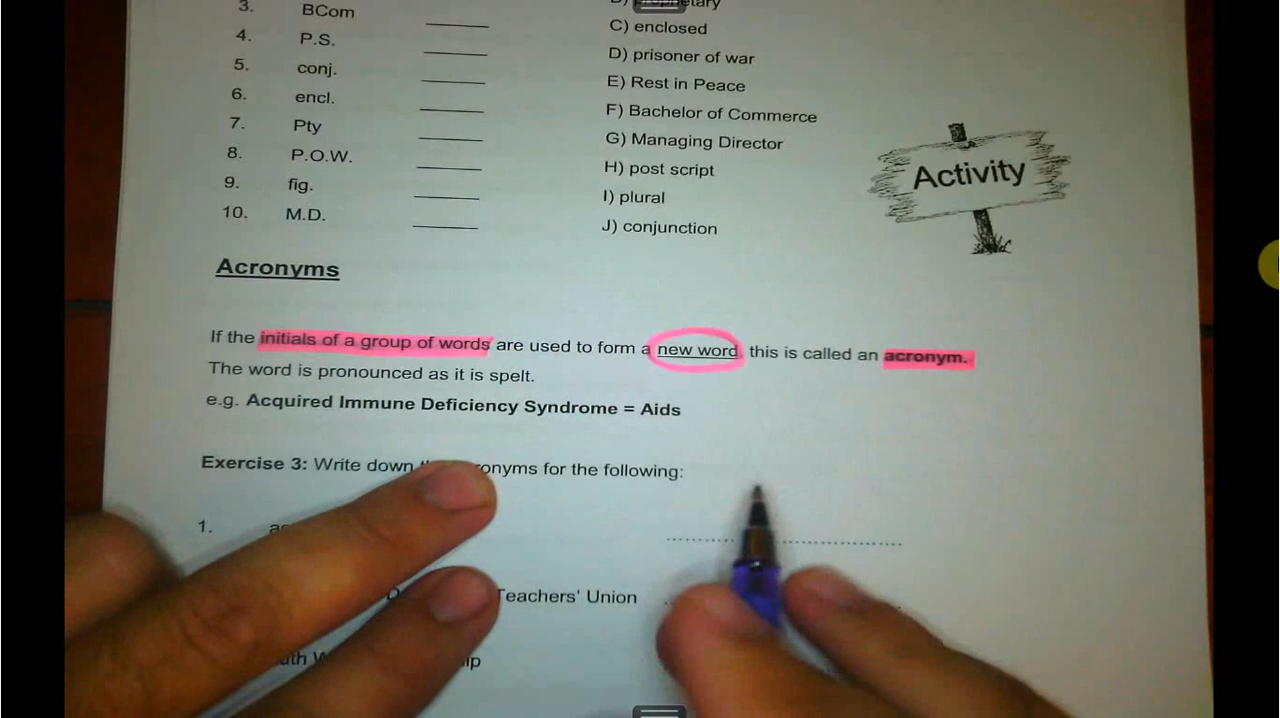 3. BCom
C) enclosed
4. P.S.
D) prisoner of war
5. conj.
E) Rest in Peace
6. encl.
F) Bachelor of Commerce
7. Pty
G) Managing Director
8. P.O.W.
H) post script
9. fig.
I) plural
10. M.D.
J) conjunction
Activity
Acronyms
If the initials of a group of words are used to form a new word, this is called an acronym.
The word is pronounced as it is spelt.
e.g. Acquired Immune Deficiency Syndrome = Aids
Exercise 3: Write down for the following:
1.
Teachers' Union